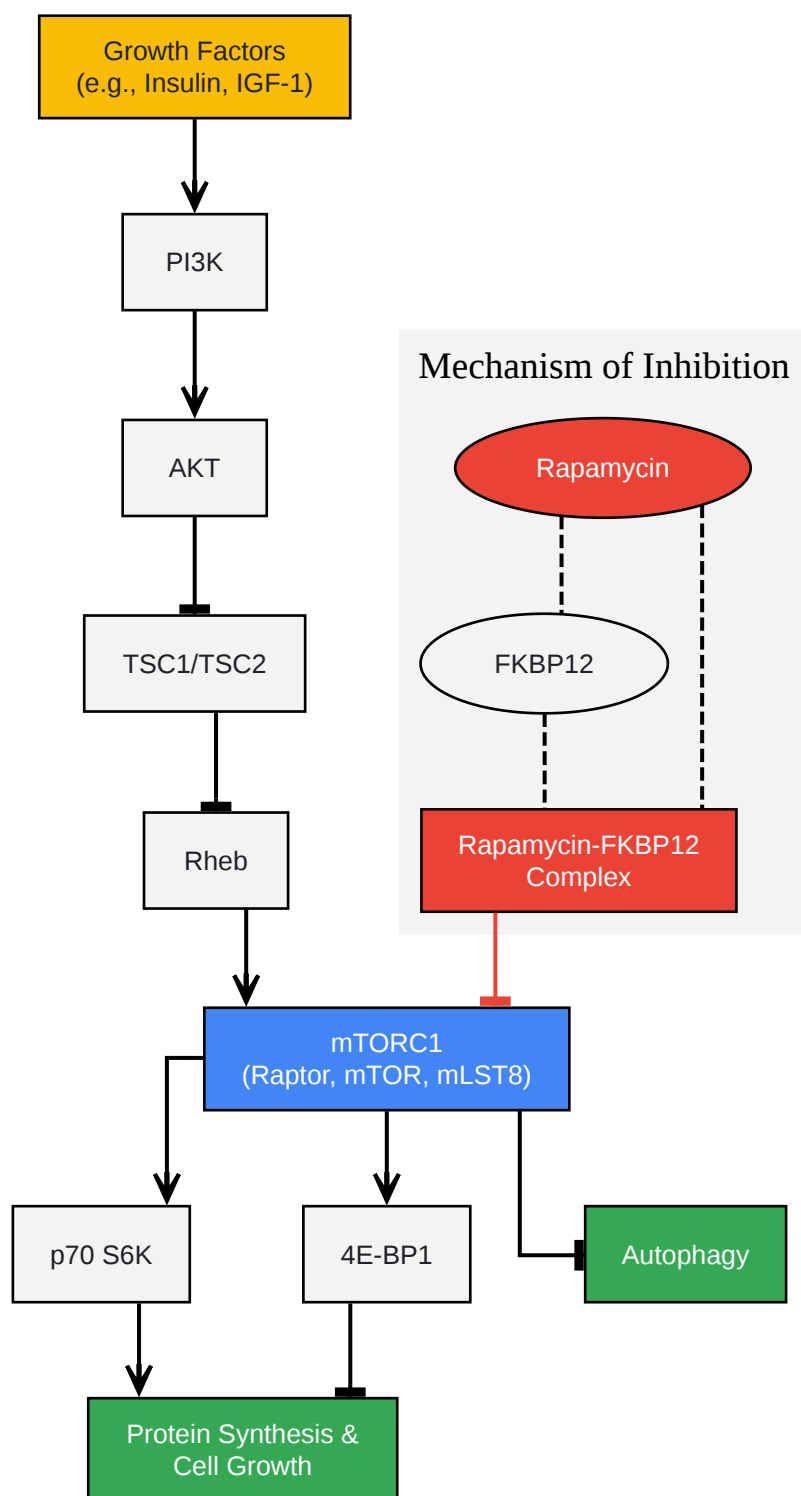 Growth Factors
(e.g., Insulin, IGF-1)
PI3K
Mechanism of Inhibition
AKT
Rapamycin
TSC1/TSC2
FKBP12
Rheb
Rapamycin-FKBP12
Complex
mTORC1
(Raptor, mTOR, mLST8)
p70 S6K
4E-BP1
Autophagy
Protein Synthesis &
Cell Growth